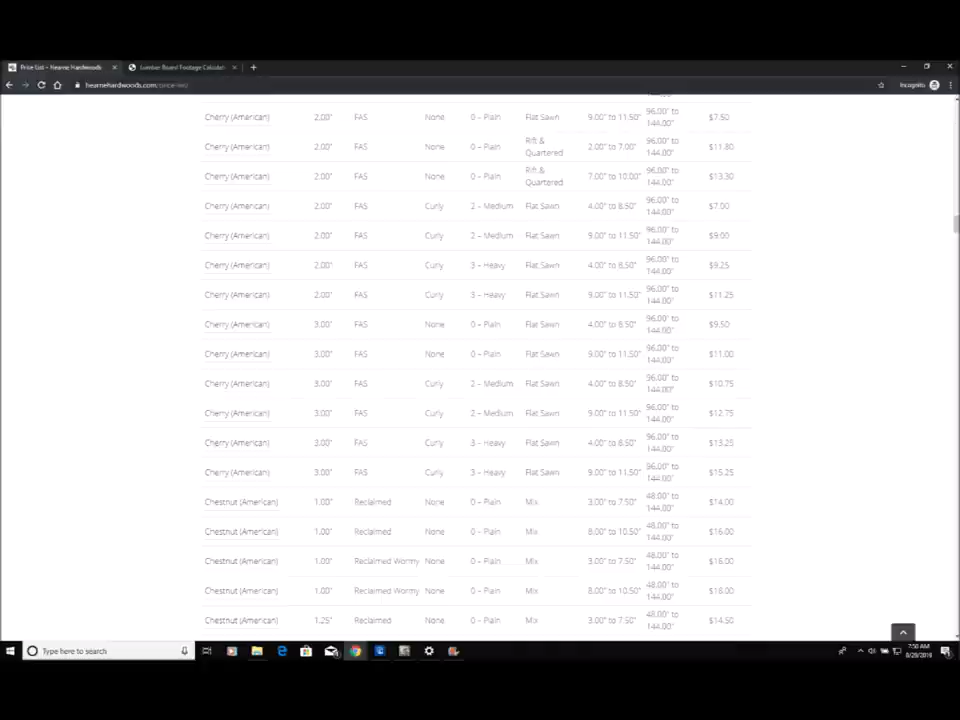 Price List - Hearne Hardwoods
Lumber Board Footage Calculat
hearnehardwoods.com/price-list/
Incognito
144.00"
Cherry (American) 2.00" FAS None 0 – Plain Flat Sawn 9.00" to 11.50" 96.00" to 144.00" $7.50
Cherry (American) 2.00" FAS None 0 – Plain Rift & Quartered 2.00" to 7.00" 96.00" to 144.00" $11.80
Cherry (American) 2.00" FAS None 0 – Plain Rift & Quartered 7.00" to 10.00" 96.00" to 144.00" $13.30
Cherry (American) 2.00" FAS Curly 2 – Medium Flat Sawn 4.00" to 8.50" 96.00" to 144.00" $7.00
Cherry (American) 2.00" FAS Curly 2 – Medium Flat Sawn 9.00" to 11.50" 96.00" to 144.00" $9.00
Cherry (American) 2.00" FAS Curly 3 – Heavy Flat Sawn 4.00" to 8.50" 96.00" to 144.00" $9.25
Cherry (American) 2.00" FAS Curly 3 – Heavy Flat Sawn 9.00" to 11.50" 96.00" to 144.00" $11.25
Cherry (American) 3.00" FAS None 0 – Plain Flat Sawn 4.00" to 8.50" 96.00" to 144.00" $9.50
Cherry (American) 3.00" FAS None 0 – Plain Flat Sawn 9.00" to 11.50" 96.00" to 144.00" $11.00
Cherry (American) 3.00" FAS Curly 2 – Medium Flat Sawn 4.00" to 8.50" 96.00" to 144.00" $10.75
Cherry (American) 3.00" FAS Curly 2 – Medium Flat Sawn 9.00" to 11.50" 96.00" to 144.00" $12.75
Cherry (American) 3.00" FAS Curly 3 – Heavy Flat Sawn 4.00" to 8.50" 96.00" to 144.00" $13.25
Cherry (American) 3.00" FAS Curly 3 – Heavy Flat Sawn 9.00" to 11.50" 96.00" to 144.00" $15.25
Chestnut (American) 1.00" Reclaimed None 0 – Plain Mix 3.00" to 7.50" 48.00" to 144.00" $14.00
Chestnut (American) 1.00" Reclaimed None 0 – Plain Mix 8.00" to 10.50" 48.00" to 144.00" $16.00
Chestnut (American) 1.00" Reclaimed Wormy None 0 – Plain Mix 3.00" to 7.50" 48.00" to 144.00" $16.00
Chestnut (American) 1.00" Reclaimed Wormy None 0 – Plain Mix 8.00" to 10.50" 48.00" to 144.00" $18.00
Chestnut (American) 1.25" Reclaimed None 0 – Plain Mix 3.00" to 7.50" 48.00" to 144.00" $14.50
Type here to search
7:50 AM